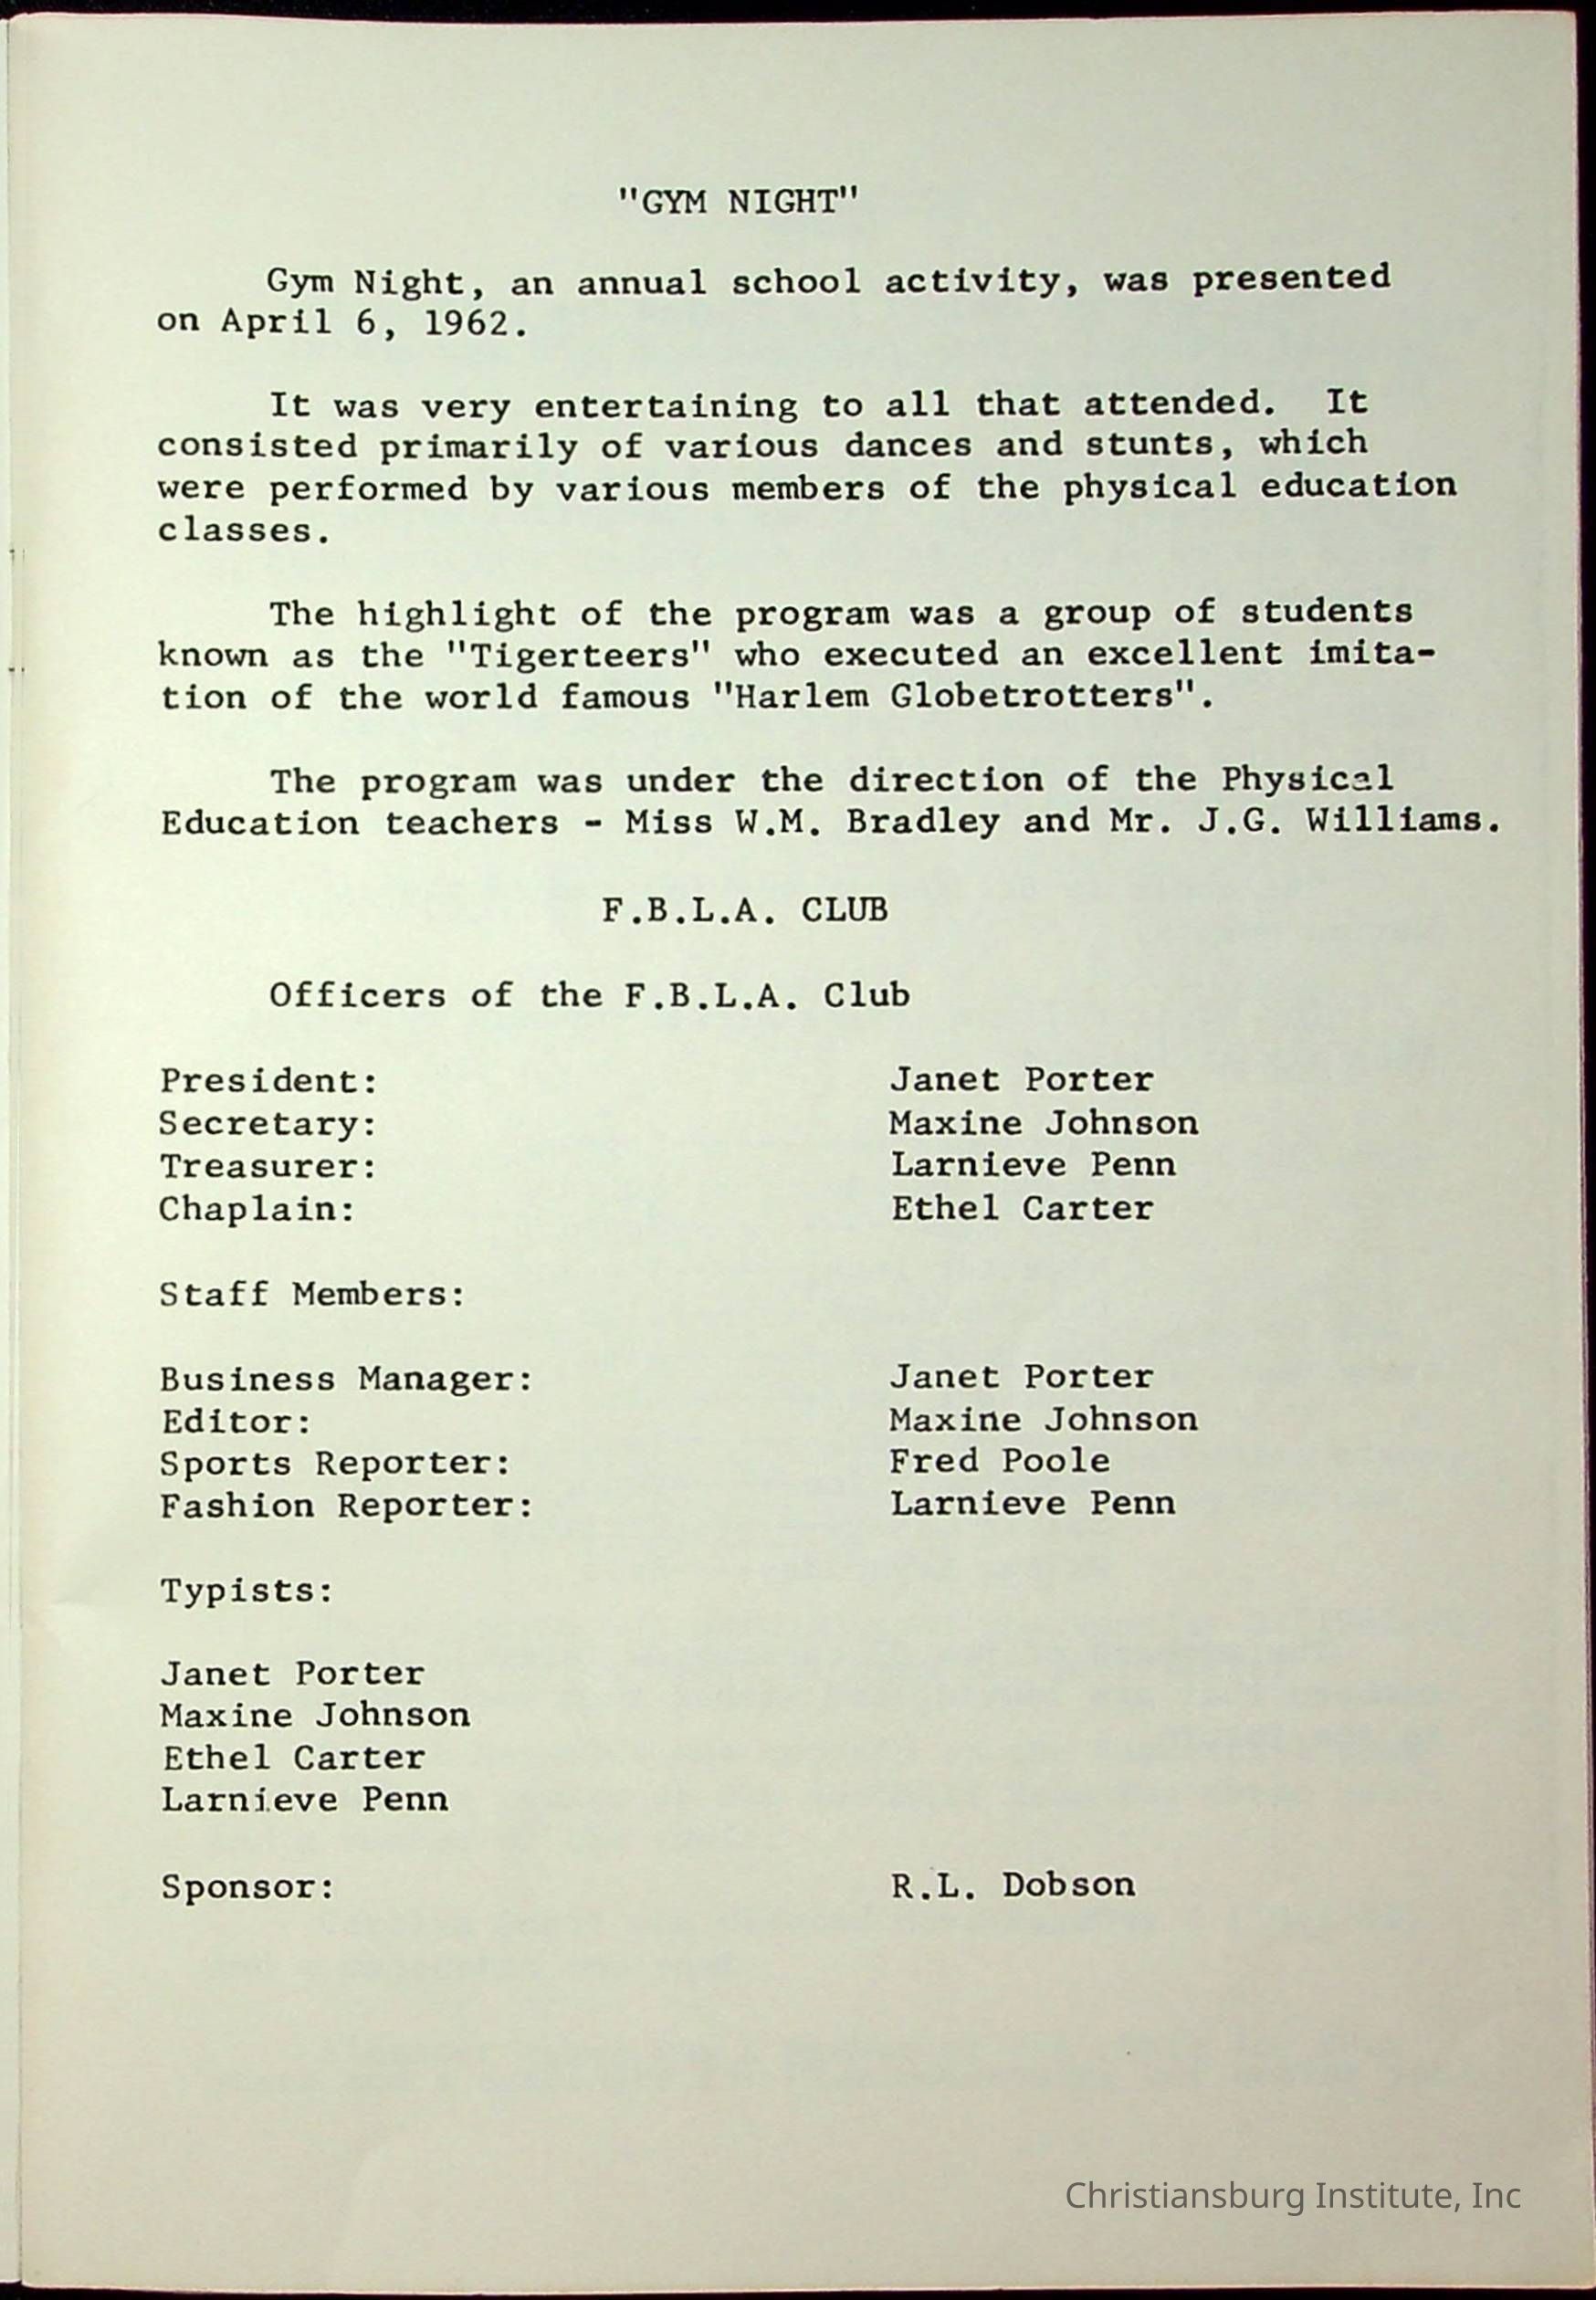 "GYM NIGHT"
Gym Night, an annual school activity, was presented
on April 6, 1962.
It was very entertaining to all that attended. It
consisted primarily of various dances and stunts, which
were performed by various members of the physical education
classes.
The highlight of the program was a group of students
known as the "Tigerteers" who executed an excellent imita-
tion of the world famous "Harlem Globetrotters".
The program was under the direction of the Physical
Education teachers - Miss W.M. Bradley and Mr. J.G. Williams.
F.B.L.A. CLUB
Officers of the F.B.L.A. Club
President: Janet Porter
Secretary: Maxine Johnson
Treasurer: Larnieve Penn
Chaplain: Ethel Carter
Staff Members:
Business Manager: Janet Porter
Editor: Maxine Johnson
Sports Reporter: Fred Poole
Fashion Reporter: Larnieve Penn
Typists:
Janet Porter
Maxine Johnson
Ethel Carter
Larnieve Penn
Sponsor: R.L. Dobson
Christiansburg Institute, Inc